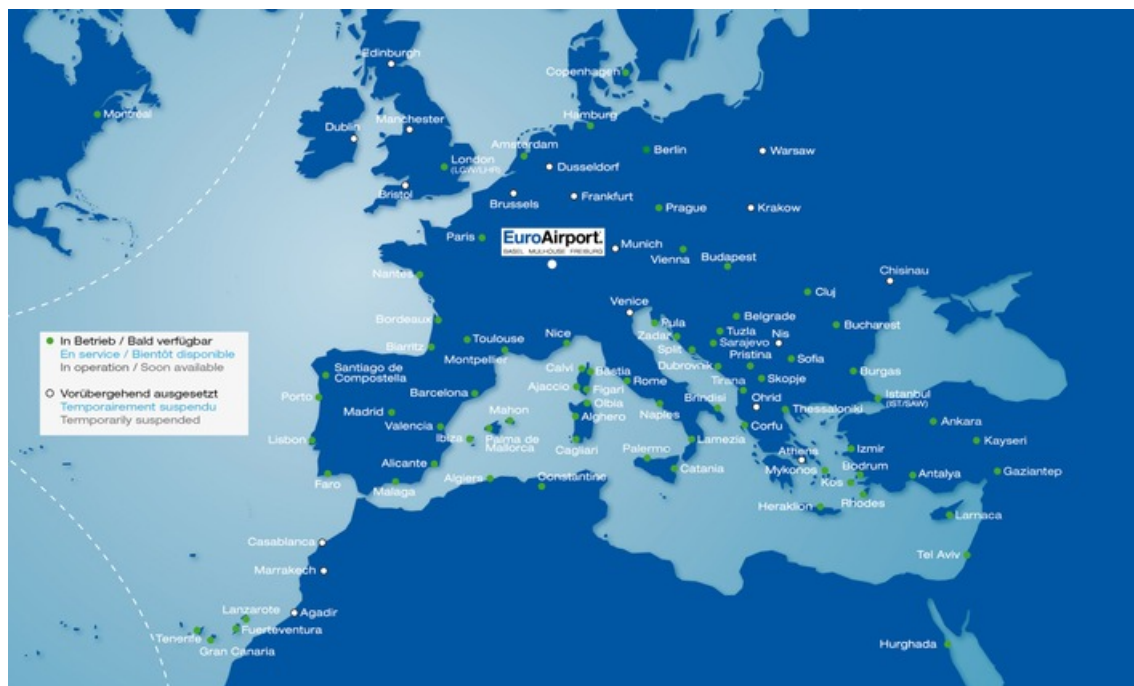 Edinburgh
Copenhagen
Montréal
Hamburg
Dublin
Manchester
Amsterdam
Berlin
Warsaw
London
(LGW/LHR)
Dusseldorf
Bristol
Brussels
Frankfurt
Prague
Krakow
Paris
EuroAirport.
BASEL MULHOUSE FREIBURG
Munich
Vienna
Budapest
Nantes
Chisinau
Cluj
Venice
Bordeaux
Pula
Belgrade
Bucharest
In Betrieb / Bald verfügbar
En service / Bientôt disponible
In operation / Soon available
Vorübergehend ausgesetzt
Temporairement suspendu
Termporarily suspended
Biarritz
Toulouse
Montpellier
Nice
Zadar
Tuzla
Nis
Split
Sarajevo
Pristina
Sofia
Santiago de
Compostella
Calvi
Bastia
Dubrovnik
Burgas
Porto
Barcelona
Ajaccio
Figari
Rome
Tirana
Skopje
Istanbul
(IST/SAW)
Madrid
Mahon
Olbia
Alghero
Naples
Brindisi
Ohrid
Thessaloniki
Ankara
Valencia
Ibiza
Palma de
Mallorca
Corfu
Lisbon
Cagliari
Palermo
Lamezia
Athens
Izmir
Kayseri
Alicante
Catania
Mykonos
Bodrum
Antalya
Gaziantep
Faro
Malaga
Algiers
Constantine
Kos
Rhodes
Heraklion
Larnaca
Casablanca
Tel Aviv
Marrakech
Lanzarote
Agadir
Tenerife
Fuerteventura
Gran Canaria
Hurghada